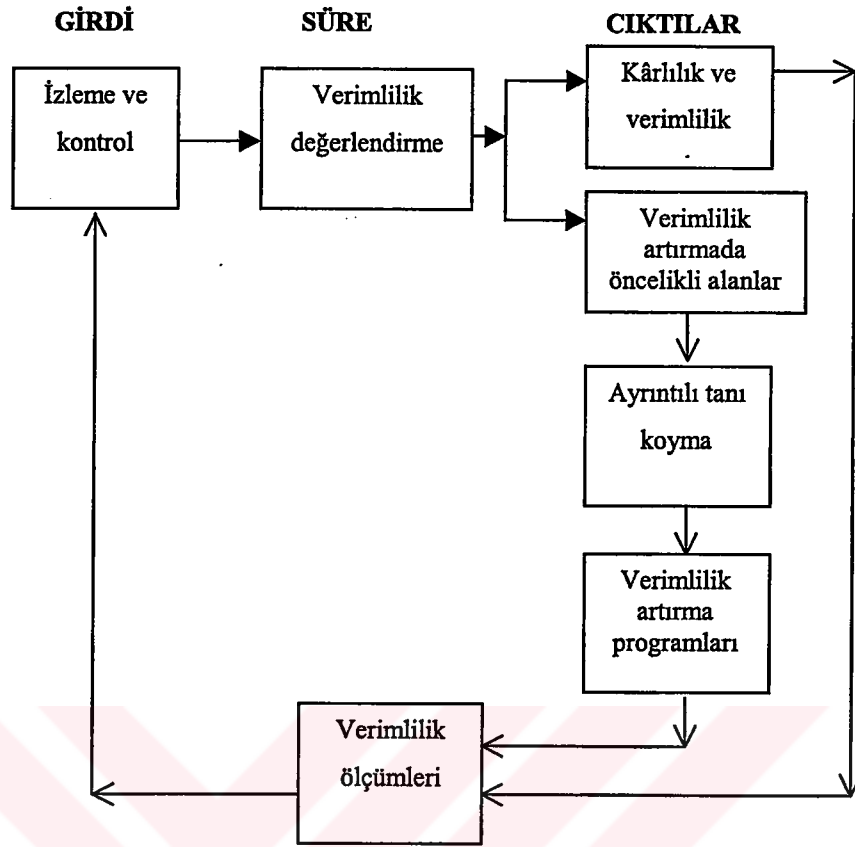 GİRDİ SÜRE CIKTILAR
İzleme ve
kontrol
Verimlilik
değerlendirme
Kârlılık ve
verimlilik
Verimlilik
artırmada
öncelikli alanlar
Ayrıntılı tanı
koyma
Verimlilik
artırma
programları
Verimlilik
ölçümleri